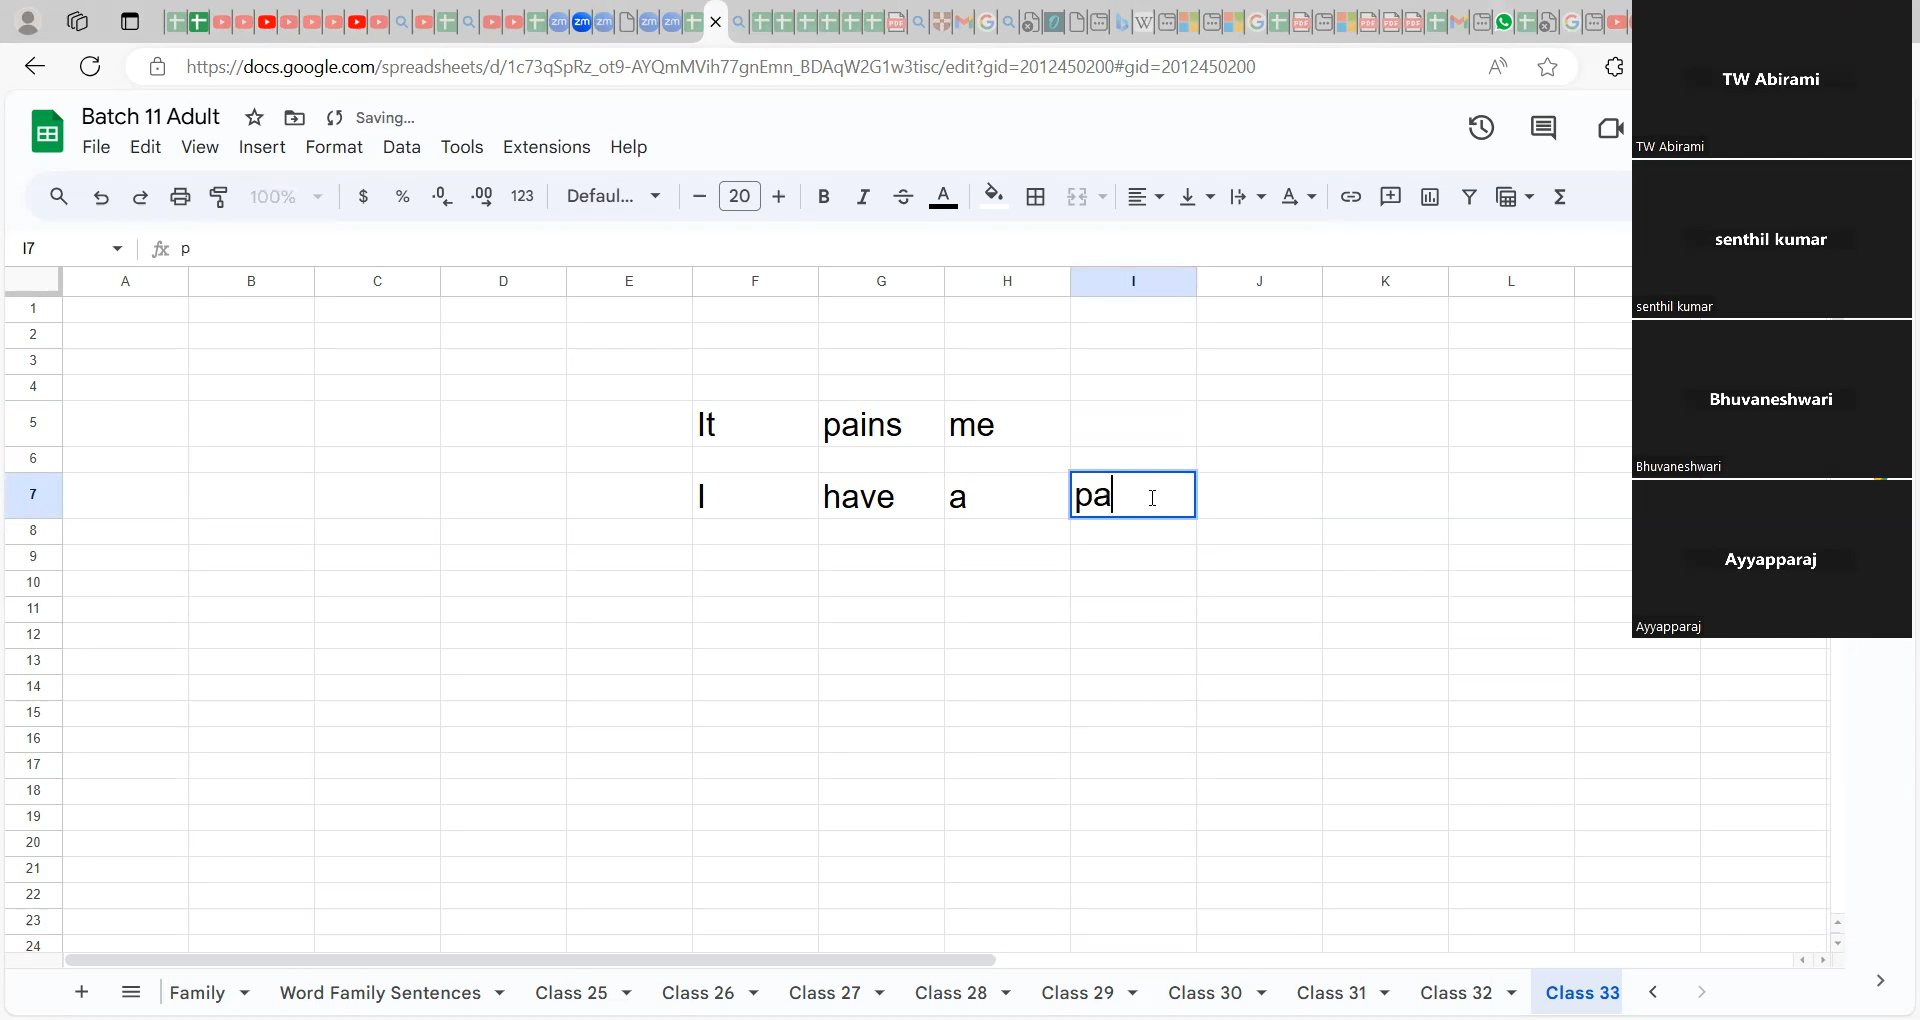 https://docs.google.com/spreadsheets/d/1c73qSpRz_ot9-AYQmMVih77gnEmn_BDAqW2G1w3tisc/edit?gid=2012450200#gid=2012450200
Batch 11 Adult Saving...
File Edit View Insert Format Data Tools Extensions Help
100% $ % .0 .00 123 Defaul... 20 B I A Σ
I7 fx p
A B C D E F G H I J K L
1
2
3
4
5 It pains me
6
7 I have a pa
8
9
10
11
12
13
14
15
16
17
18
19
20
21
22
23
24
Family Word Family Sentences Class 25 Class 26 Class 27 Class 28 Class 29 Class 30 Class 31 Class 32 Class 33
TW Abirami
TW Abirami
senthil kumar
senthil kumar
Bhuvaneshwari
Bhuvaneshwari
Ayyapparaj
Ayyapparaj